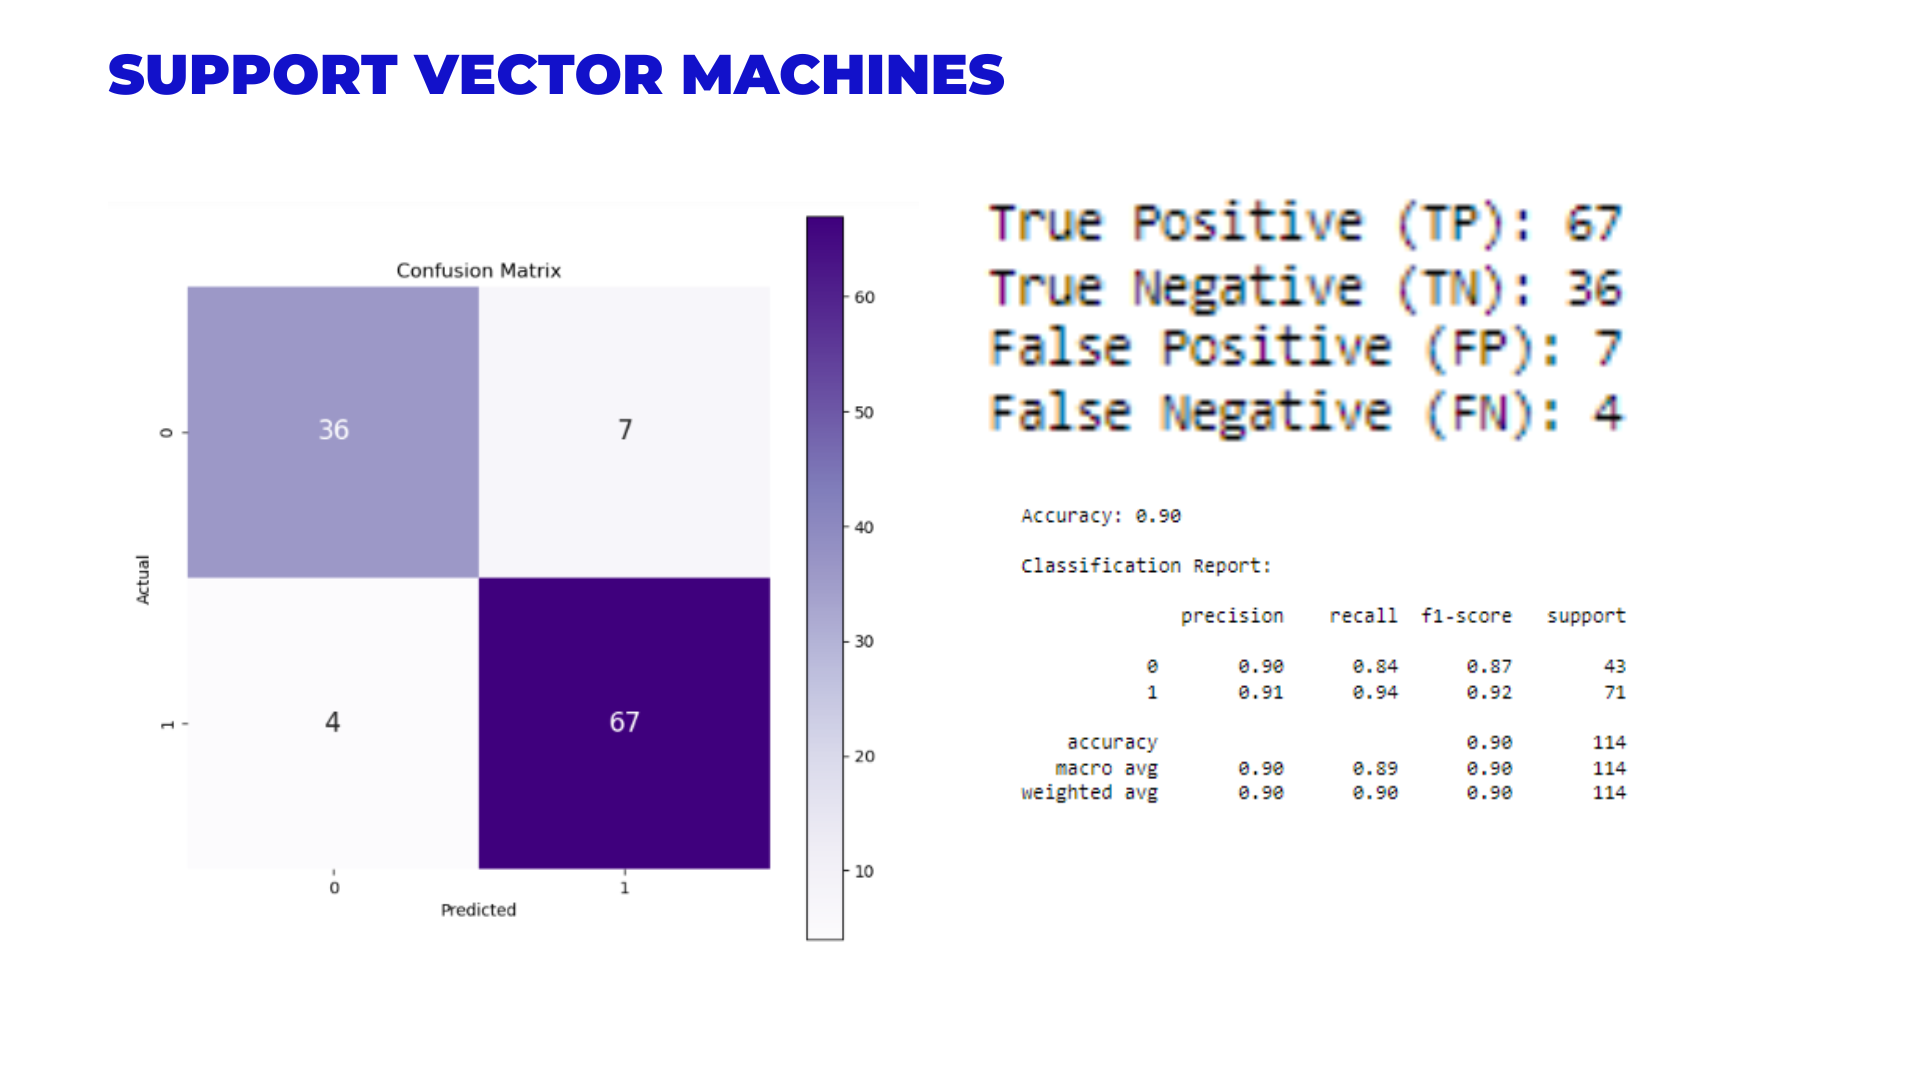 SUPPORT VECTOR MACHINES
Confusion Matrix
36 7
4 67
0
1
Actual
0 1
Predicted
60
50
40
30
20
10
True Positive (TP): 67
True Negative (TN): 36
False Positive (FP): 7
False Negative (FN): 4
Accuracy: 0.90
Classification Report:
precision recall f1-score support
0 0.90 0.84 0.87 43
1 0.91 0.94 0.92 71
accuracy 0.90 114
macro avg 0.90 0.89 0.90 114
weighted avg 0.90 0.90 0.90 114